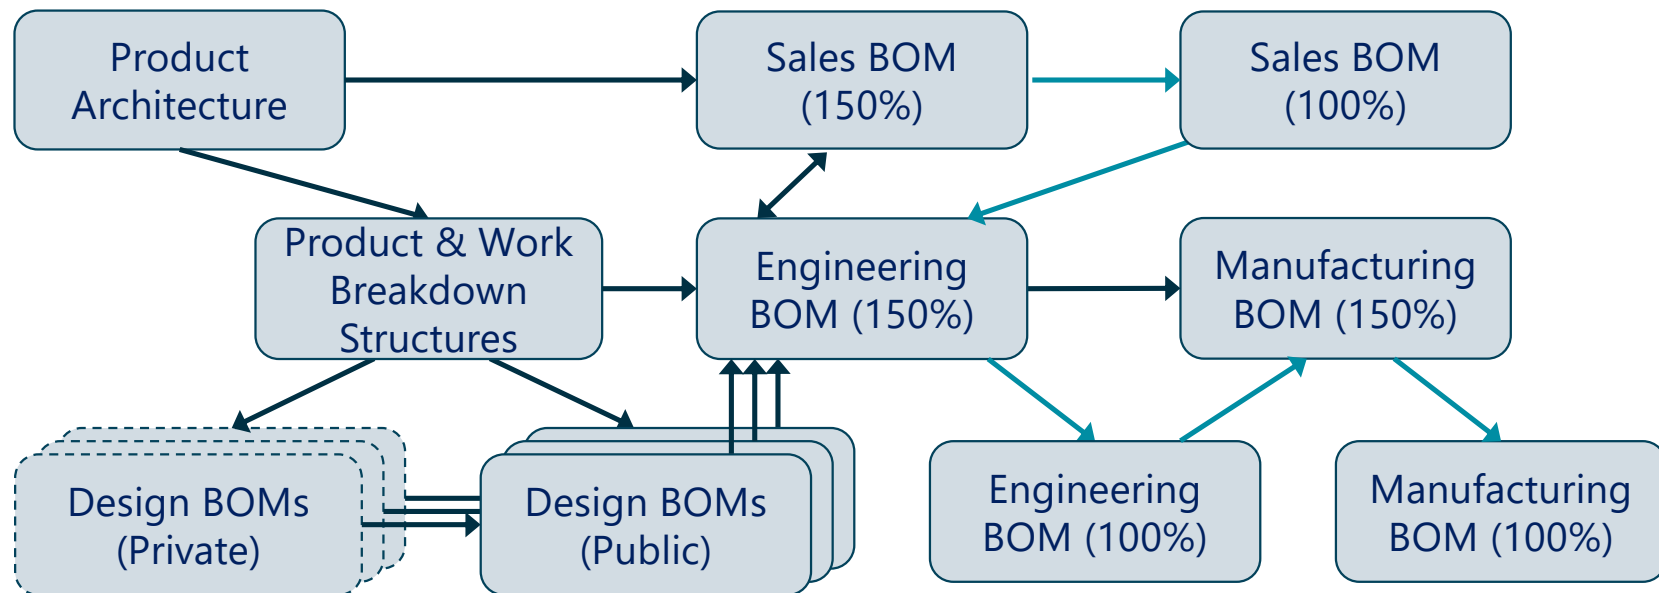 Product
Architecture
Sales BOM
(150%)
Sales BOM
(100%)
Product & Work
Breakdown
Structures
Engineering
BOM (150%)
Manufacturing
BOM (150%)
Design BOMs
(Private)
Design BOMs
(Public)
Engineering
BOM (100%)
Manufacturing
BOM (100%)